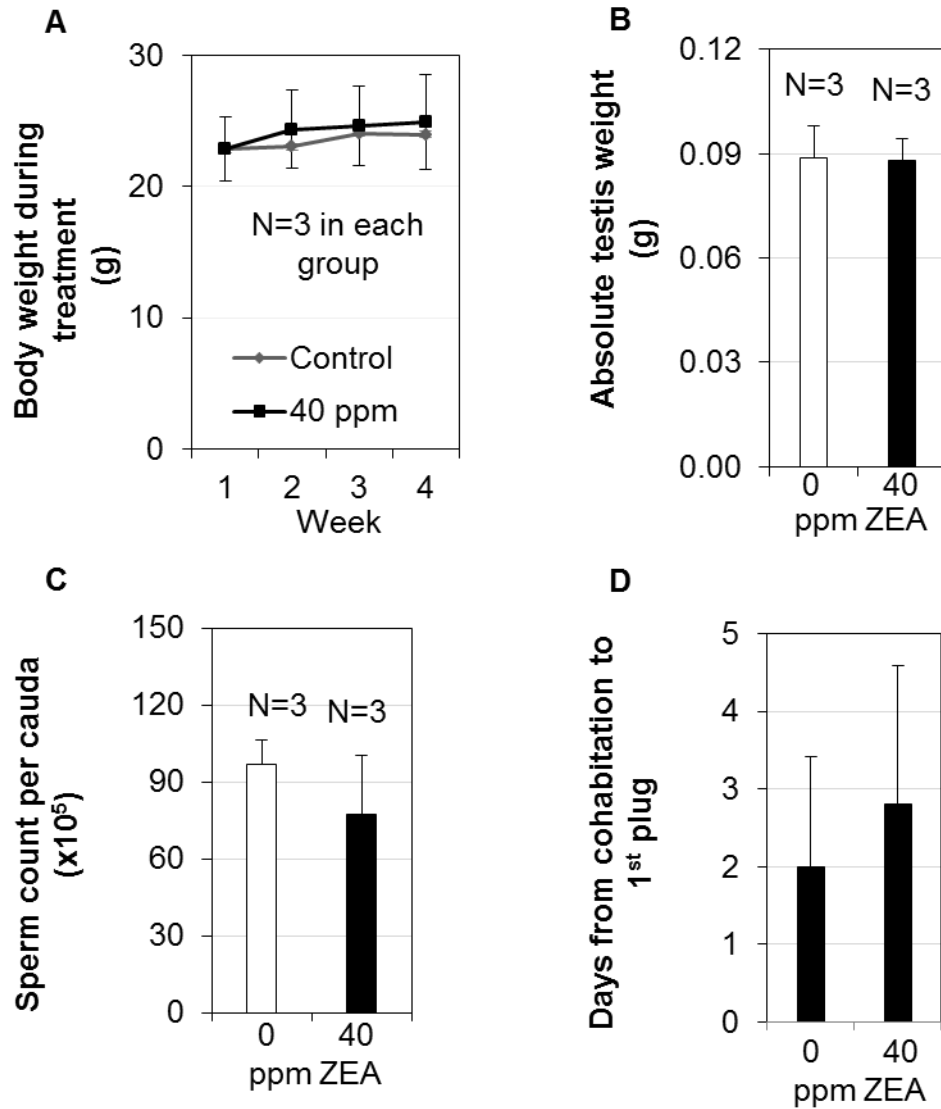 A
Body weight during
treatment
(g)
30
20
10
0
N=3 in each
group
Control
40 ppm
1 2 3 4
Week
B
Absolute testis weight
(g)
0.12
0.09
0.06
0.03
0.00
N=3 N=3
0 40
ppm ZEA
C
Sperm count per cauda
(x10⁵)
150
120
90
60
30
0
N=3 N=3
0 40
ppm ZEA
D
Days from cohabitation to
1ˢᵗ plug
5
4
3
2
1
0
0 40
ppm ZEA